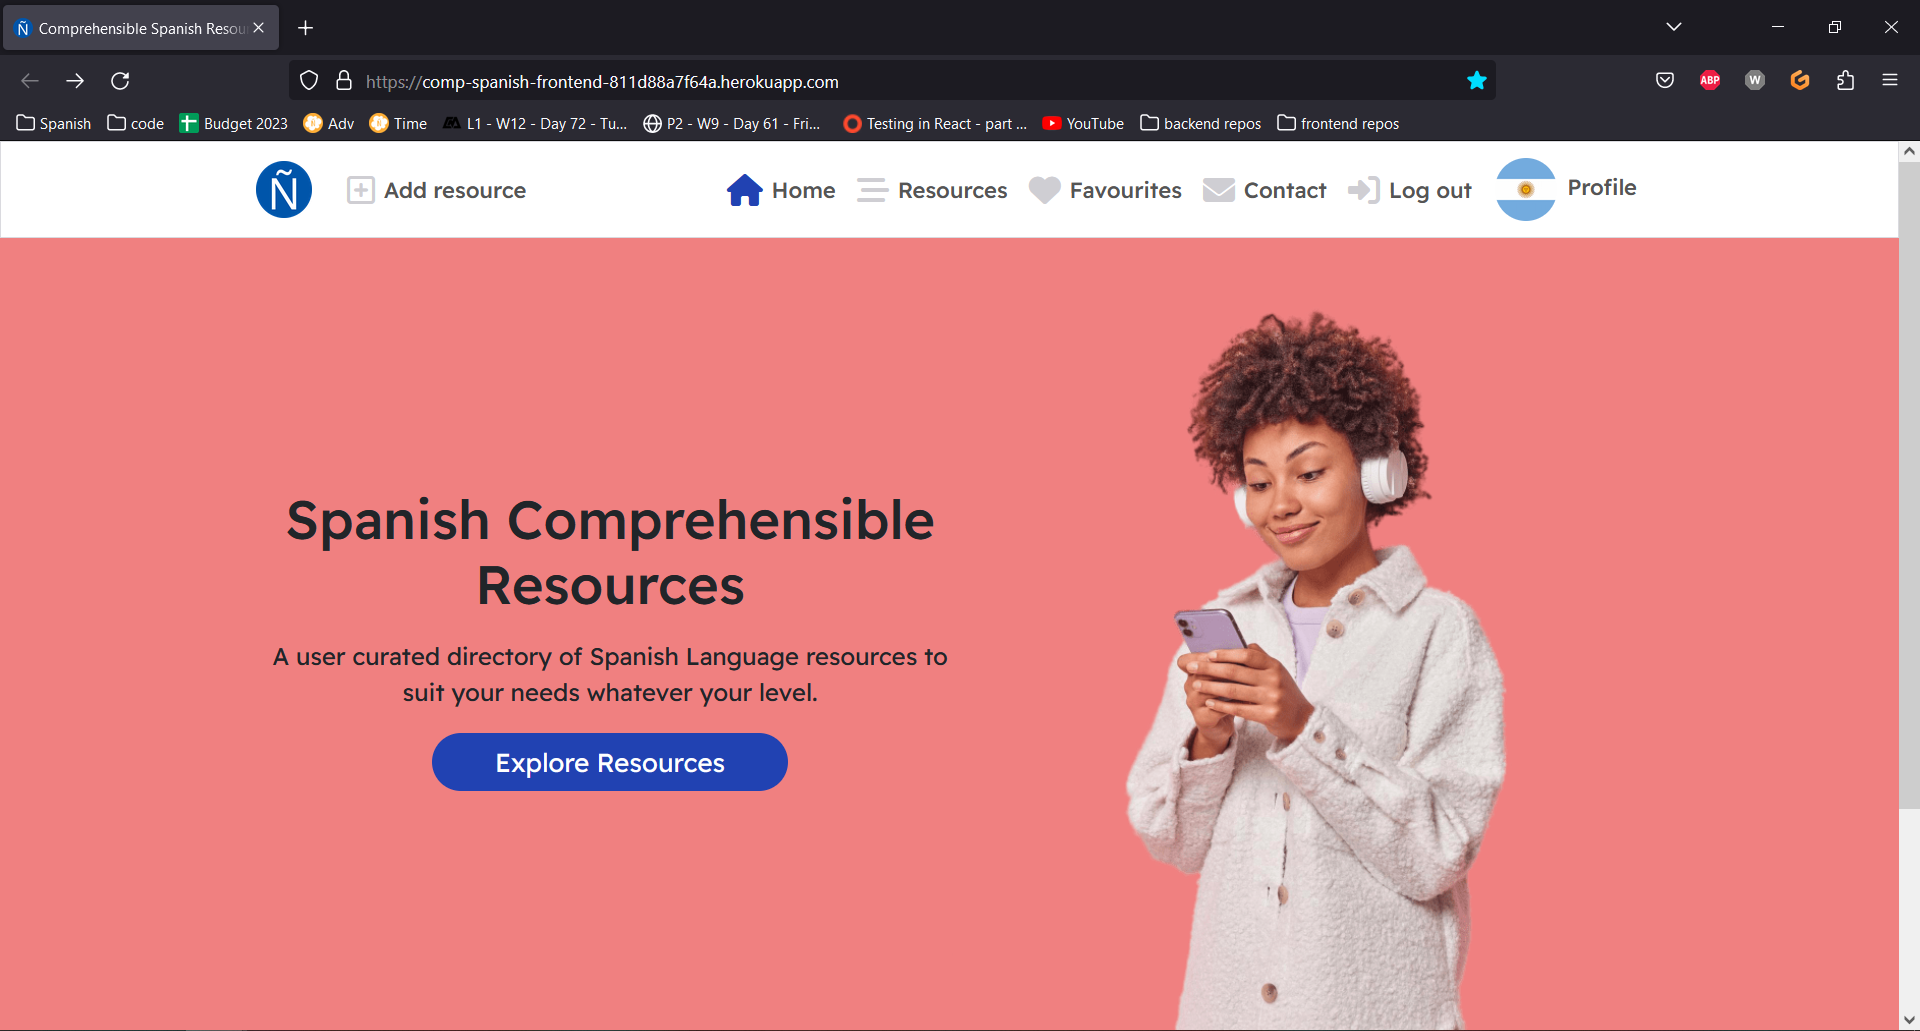 Ñ Comprehensible Spanish Resou
https://comp-spanish-frontend-811d88a7f64a.herokuapp.com
ABP
W
Spanish
code
Budget 2023
Adv
Time
L1 - W12 - Day 72 - Tu...
P2 - W9 - Day 61 - Fri...
Testing in React - part ...
YouTube
backend repos
frontend repos
Ñ
Add resource
Home
Resources
Favourites
Contact
Log out
Profile
Spanish Comprehensible
Resources
A user curated directory of Spanish Language resources to
suit your needs whatever your level.
Explore Resources